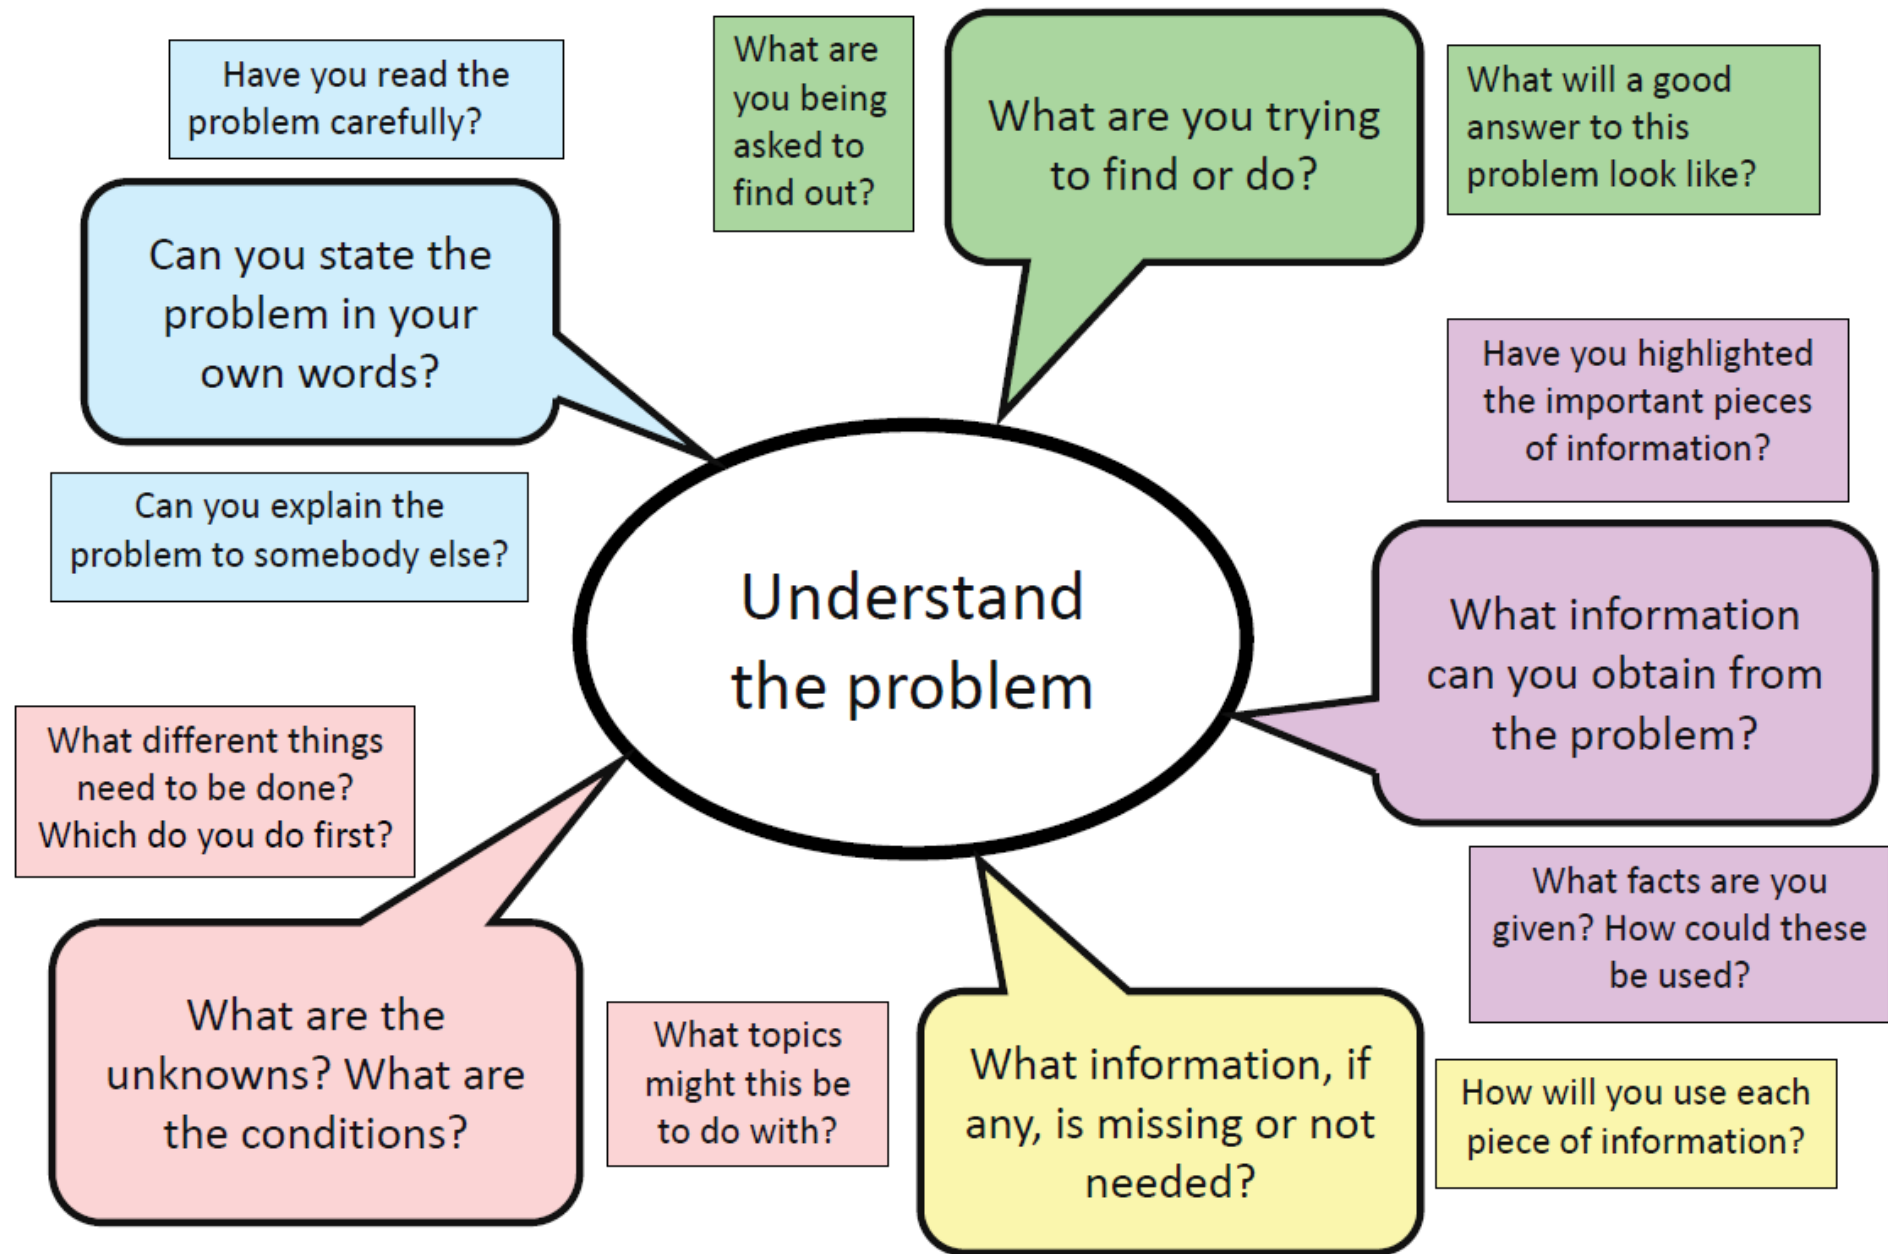 Have you read the
problem carefully?
Can you state the
problem in your
own words?
Can you explain the
problem to somebody else?
What are
you being
asked to
find out?
What are you trying
to find or do?
What will a good
answer to this
problem look like?
Have you highlighted
the important pieces
of information?
What information
can you obtain from
the problem?
What facts are you
given? How could these
be used?
Understand
the problem
What different things
need to be done?
Which do you do first?
What are the
unknowns? What are
the conditions?
What topics
might this be
to do with?
What information, if
any, is missing or not
needed?
How will you use each
piece of information?